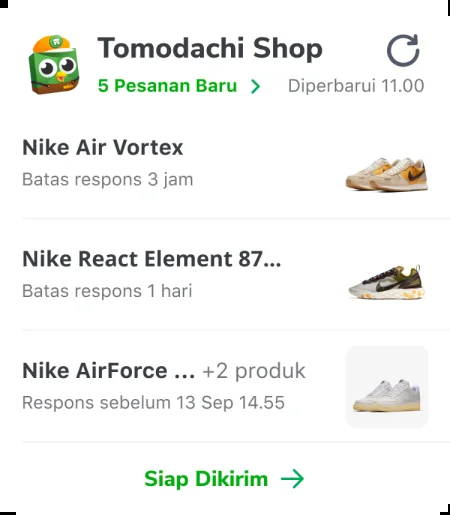 Tomodachi Shop
5 Pesanan Baru
Diperbarui 11.00
Nike Air Vortex
Batas respons 3 jam
Nike React Element 87...
Batas respons 1 hari
Nike AirForce ... +2 produk
Respons sebelum 13 Sep 14.55
Siap Dikirim